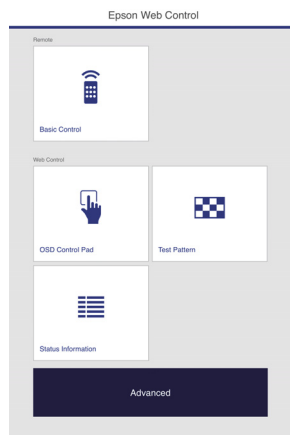 Epson Web Control
Remote
Basic Control
Web Control
OSD Control Pad
Test Pattern
Status Information
Advanced